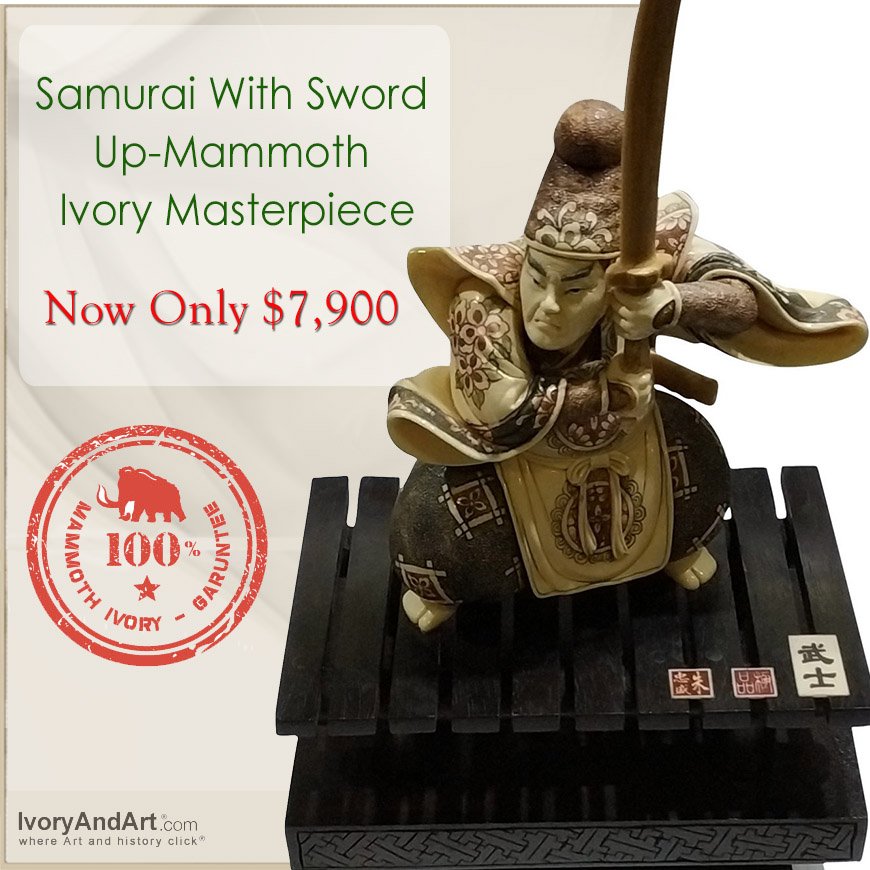 Samurai With Sword
Up-Mammoth
Ivory Masterpiece
Now Only $7,900
100%
MAMMOTH IVORY - GARUNTEE
武士
IvoryAndArt®.com
where Art and history click®